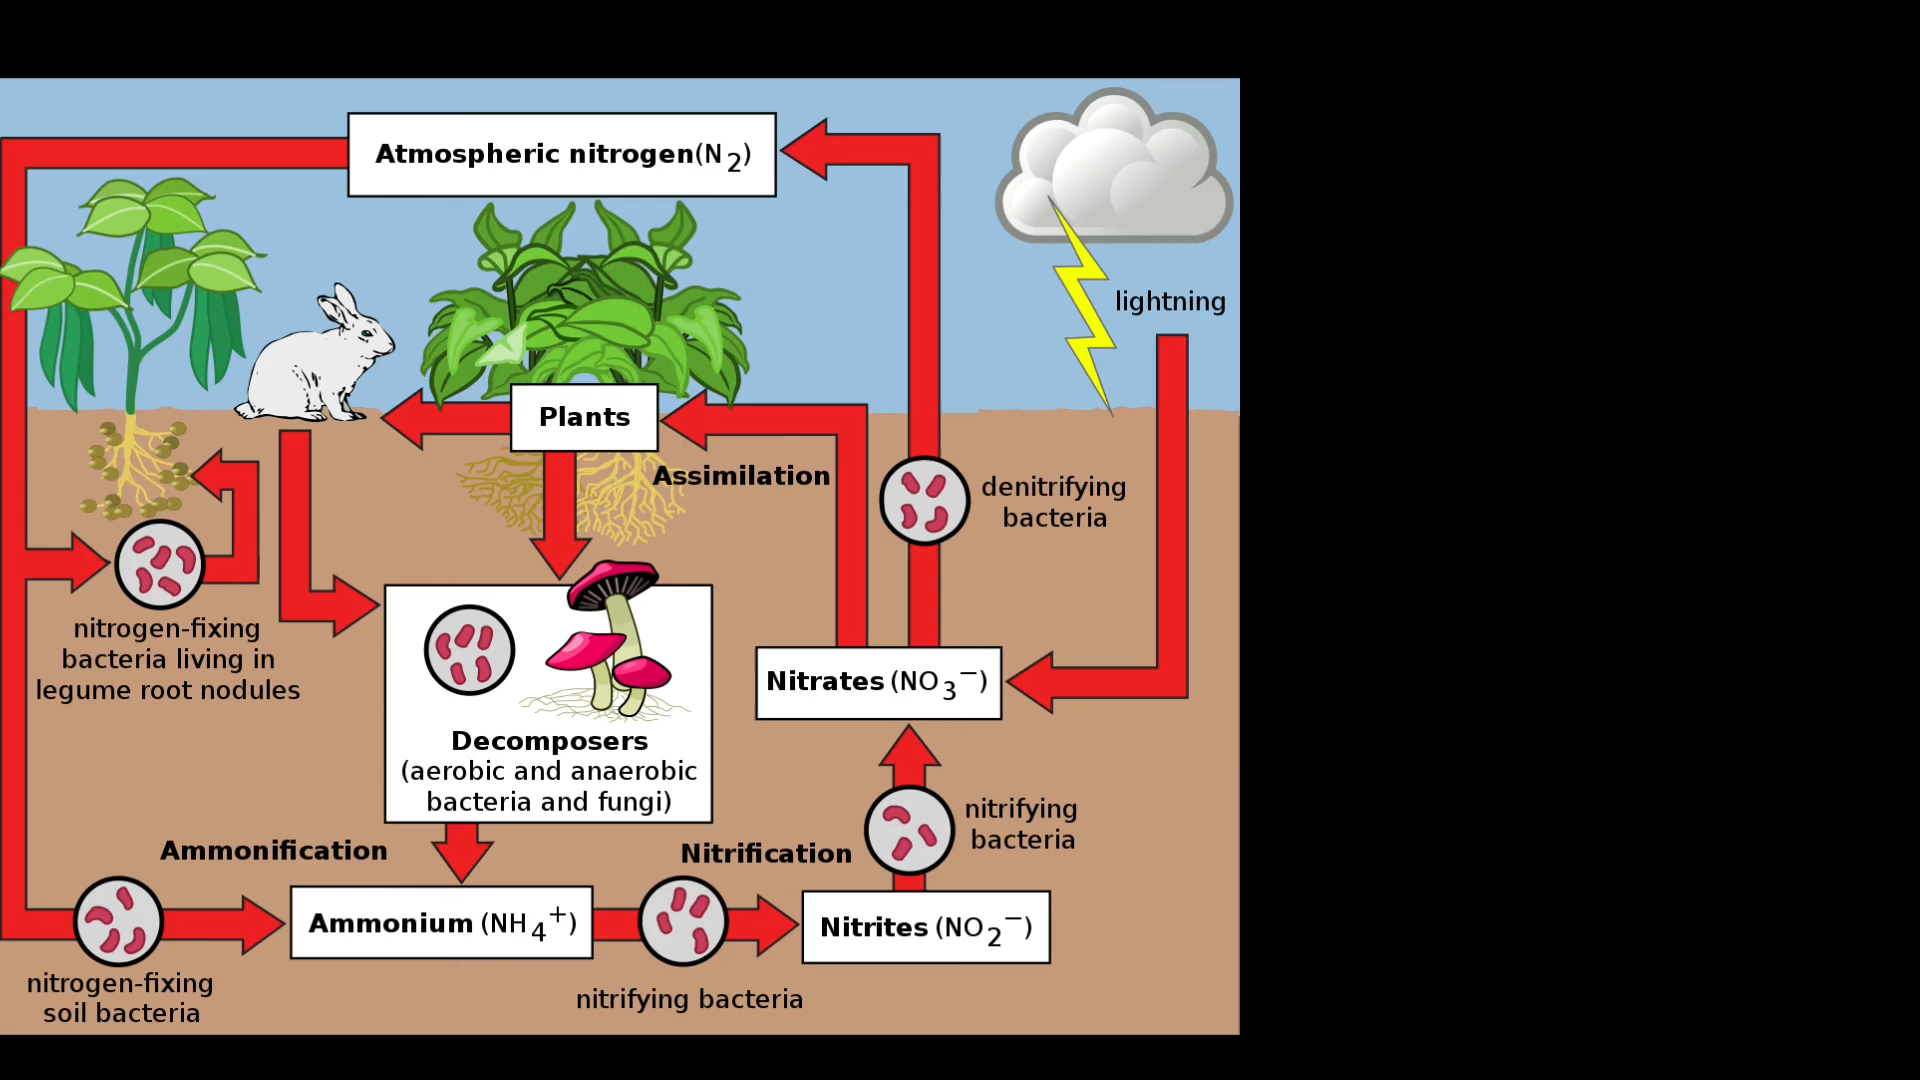 Atmospheric nitrogen(N2)
lightning
Plants
Assimilation
denitrifying
bacteria
nitrogen-fixing
bacteria living in
legume root nodules
Nitrates (NO3−)
Decomposers
(aerobic and anaerobic
bacteria and fungi)
nitrifying
bacteria
Ammonification
Nitrification
Ammonium (NH4+)
Nitrites (NO2−)
nitrogen-fixing
soil bacteria
nitrifying bacteria